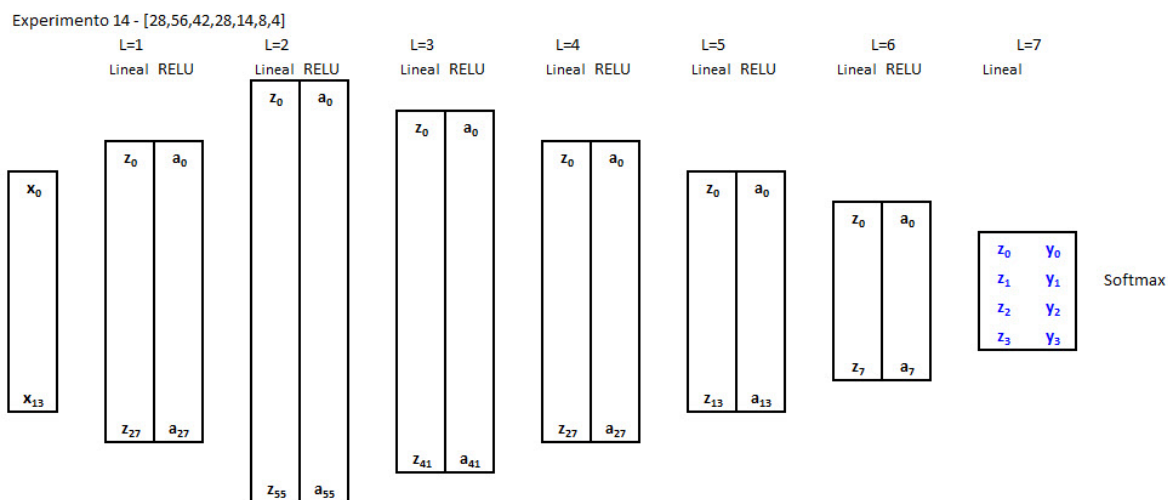 Experimento 14 - [28,56,42,28,14,8,4]
L=1 L=2 L=3 L=4 L=5 L=6 L=7
Lineal RELU Lineal RELU Lineal RELU Lineal RELU Lineal RELU Lineal RELU Lineal
z₀ a₀
z₀ a₀
z₀ a₀ z₀ a₀
x₀ z₀ a₀
z₀ a₀
z₀ y₀
z₁ y₁ Softmax
z₂ y₂
z₃ y₃
z₇ a₇
x₁₃ z₁₃ a₁₃
z₂₇ a₂₇ z₂₇ a₂₇
z₄₁ a₄₁
z₅₅ a₅₅